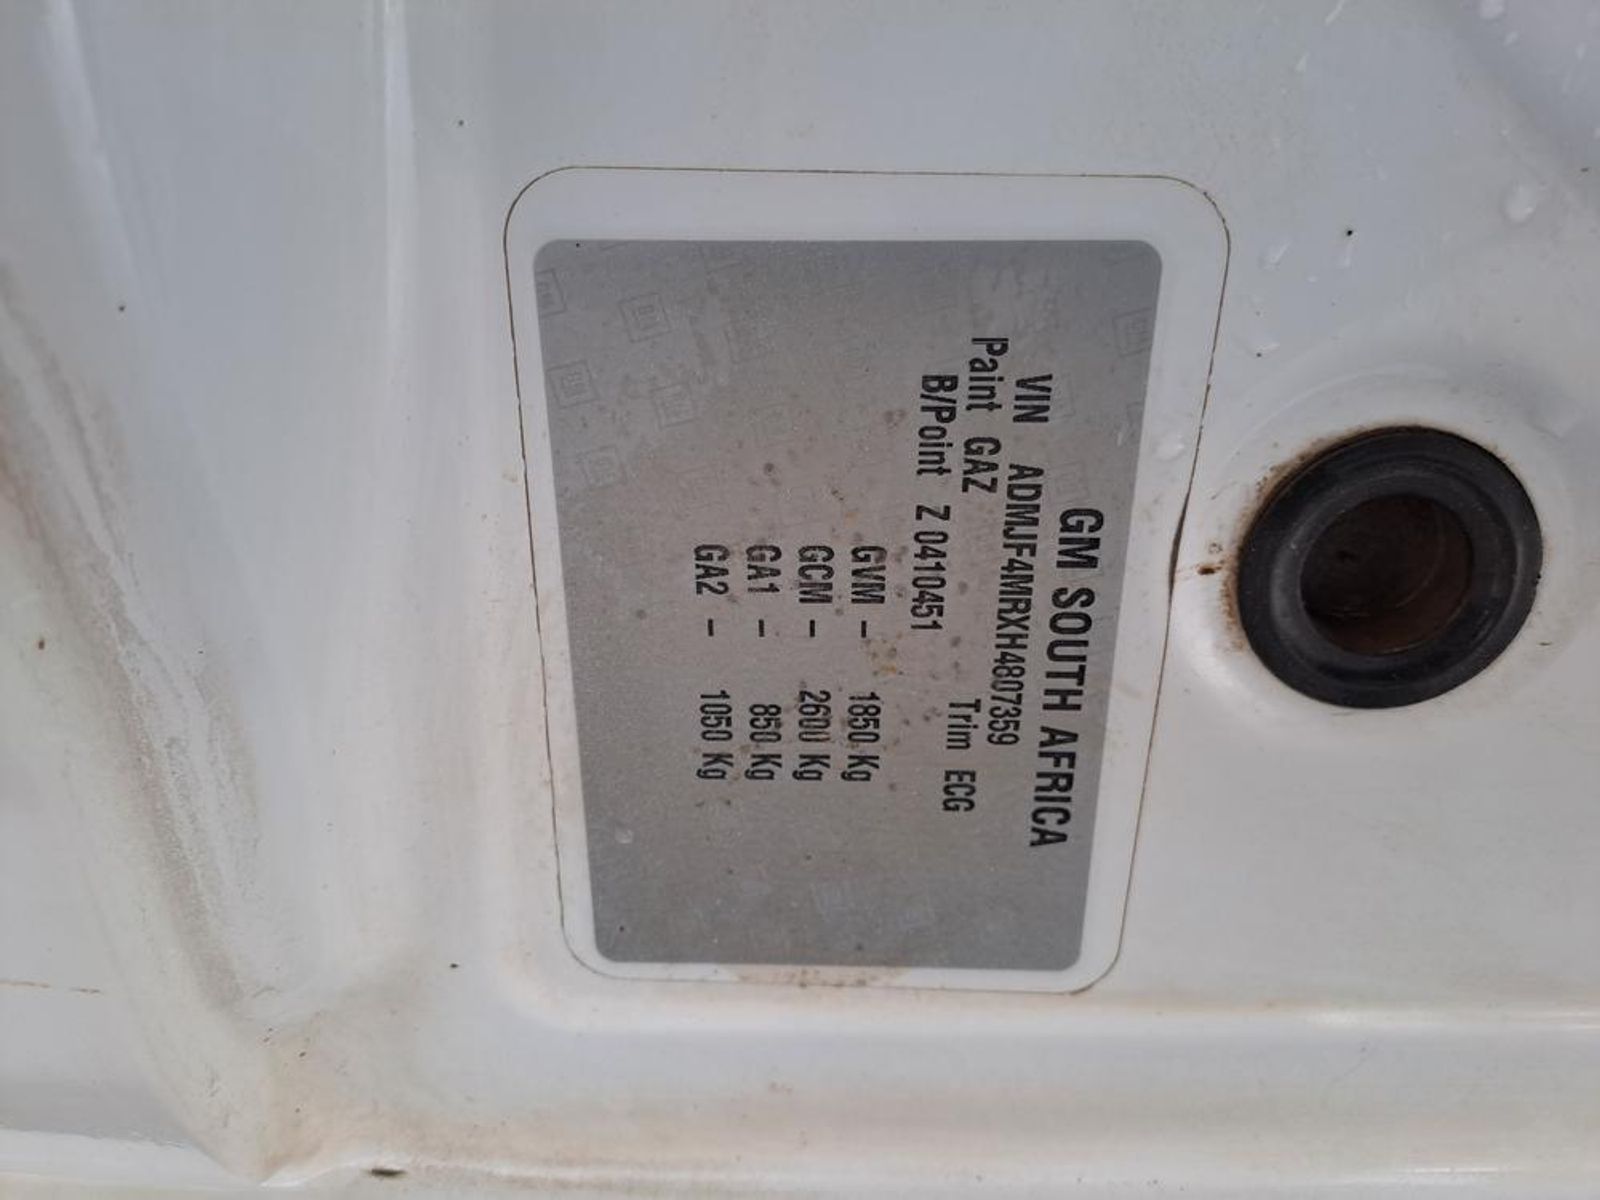 GM SOUTH AFRICA
VIN ADMJF4MRXH4807359
Paint GAZ Trim ECG
B/Point Z 0410451
GVM – 1850 Kg
GCM – 2600 Kg
GA1 – 850 Kg
GA2 – 1050 Kg